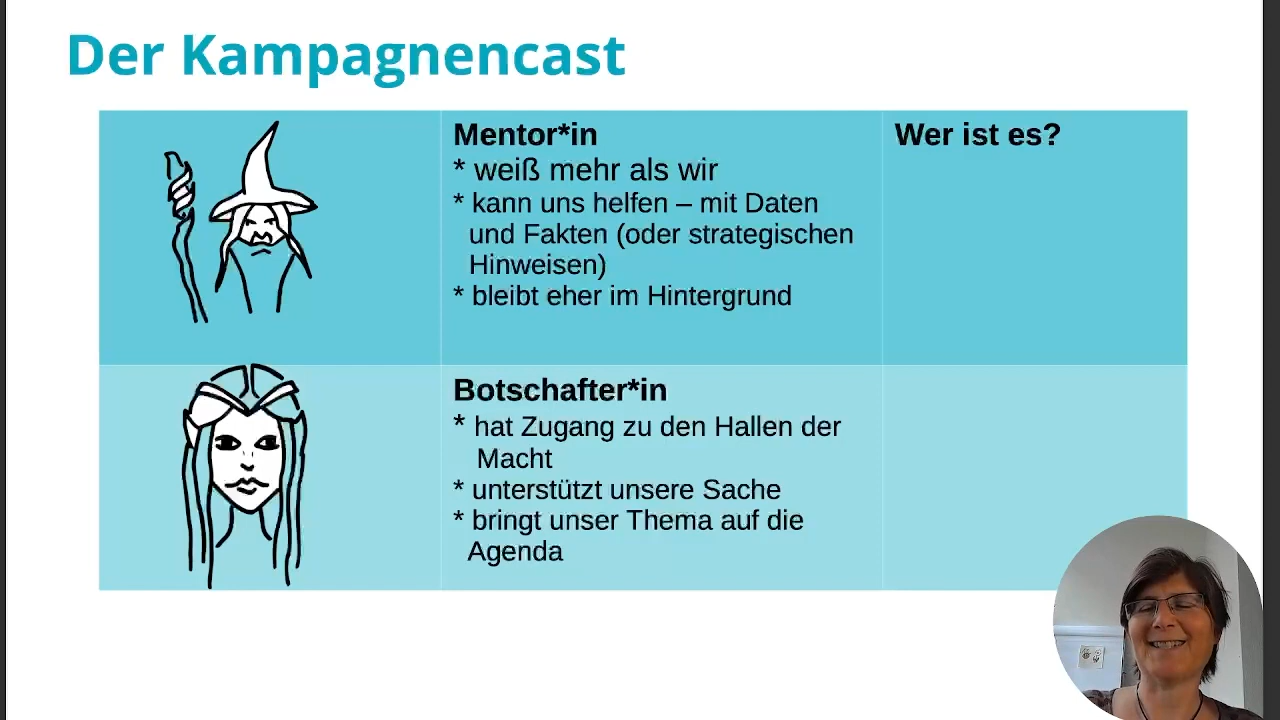 Der Kampagnencast
Mentor*in
* weiß mehr als wir
* kann uns helfen – mit Daten
und Fakten (oder strategischen
Hinweisen)
* bleibt eher im Hintergrund
Wer ist es?
Botschafter*in
* hat Zugang zu den Hallen der
Macht
* unterstützt unsere Sache
* bringt unser Thema auf die
Agenda